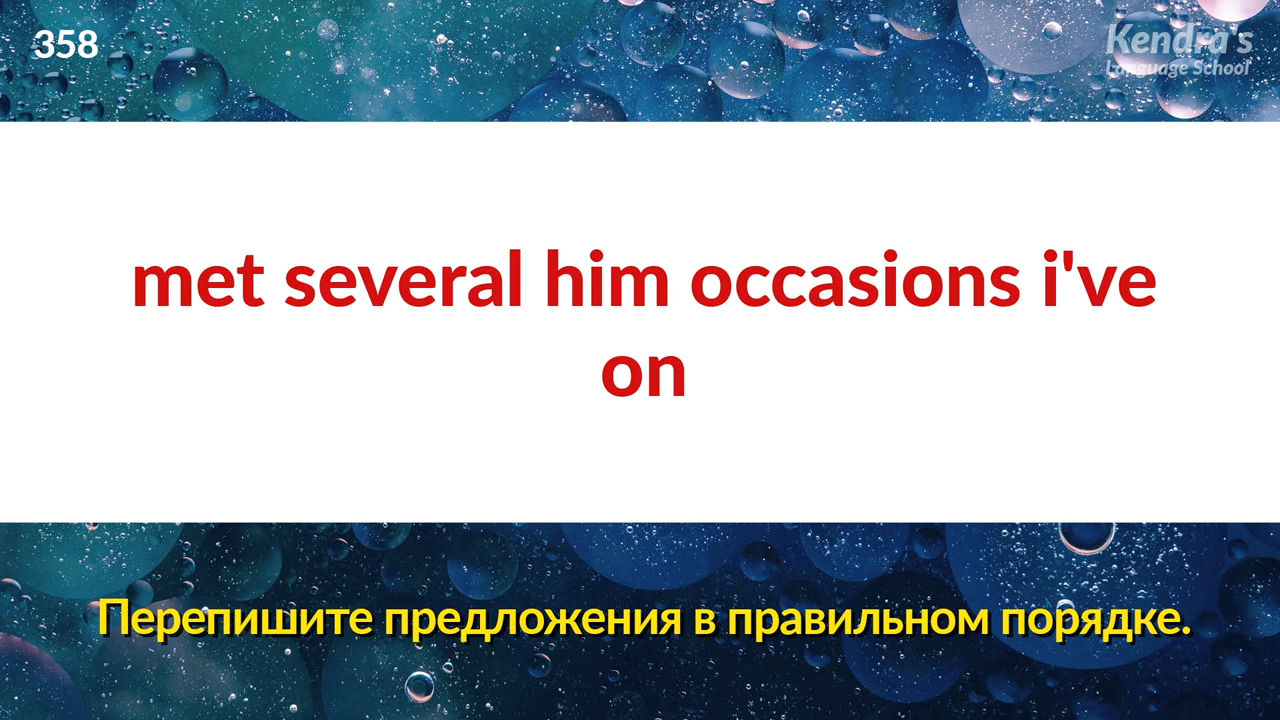 358
Kendra's
Language School
met several him occasions i've
on
Перепишите предложения в правильном порядке.